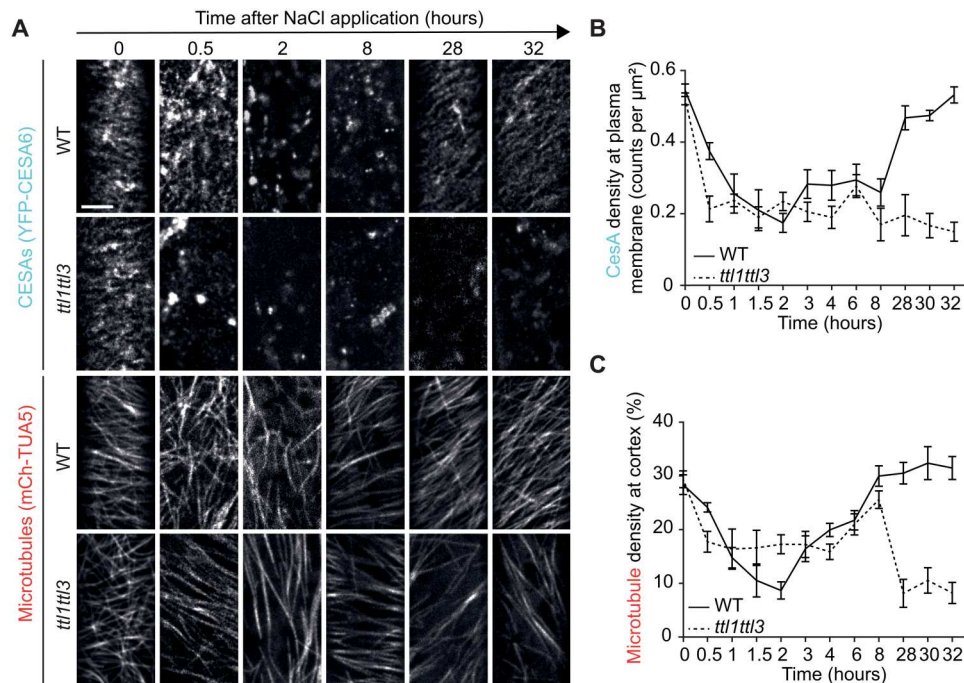 A
Time after NaCl application (hours)
0 0.5 2 8 28 32
CESAs (YFP-CESA6)
WT
ttl1ttl3
Microtubules (mCh-TUA5)
WT
ttl1ttl3
B
CesA density at plasma
membrane (counts per µm²)
0.6
0.4
0.2
0
WT
ttl1ttl3
0 0.5 1 1.5 2 3 4 6 8 28 30 32
Time (hours)
C
Microtubule density at cortex (%)
40
30
20
10
0
WT
ttl1ttl3
0 0.5 1 1.5 2 3 4 6 8 28 30 32
Time (hours)